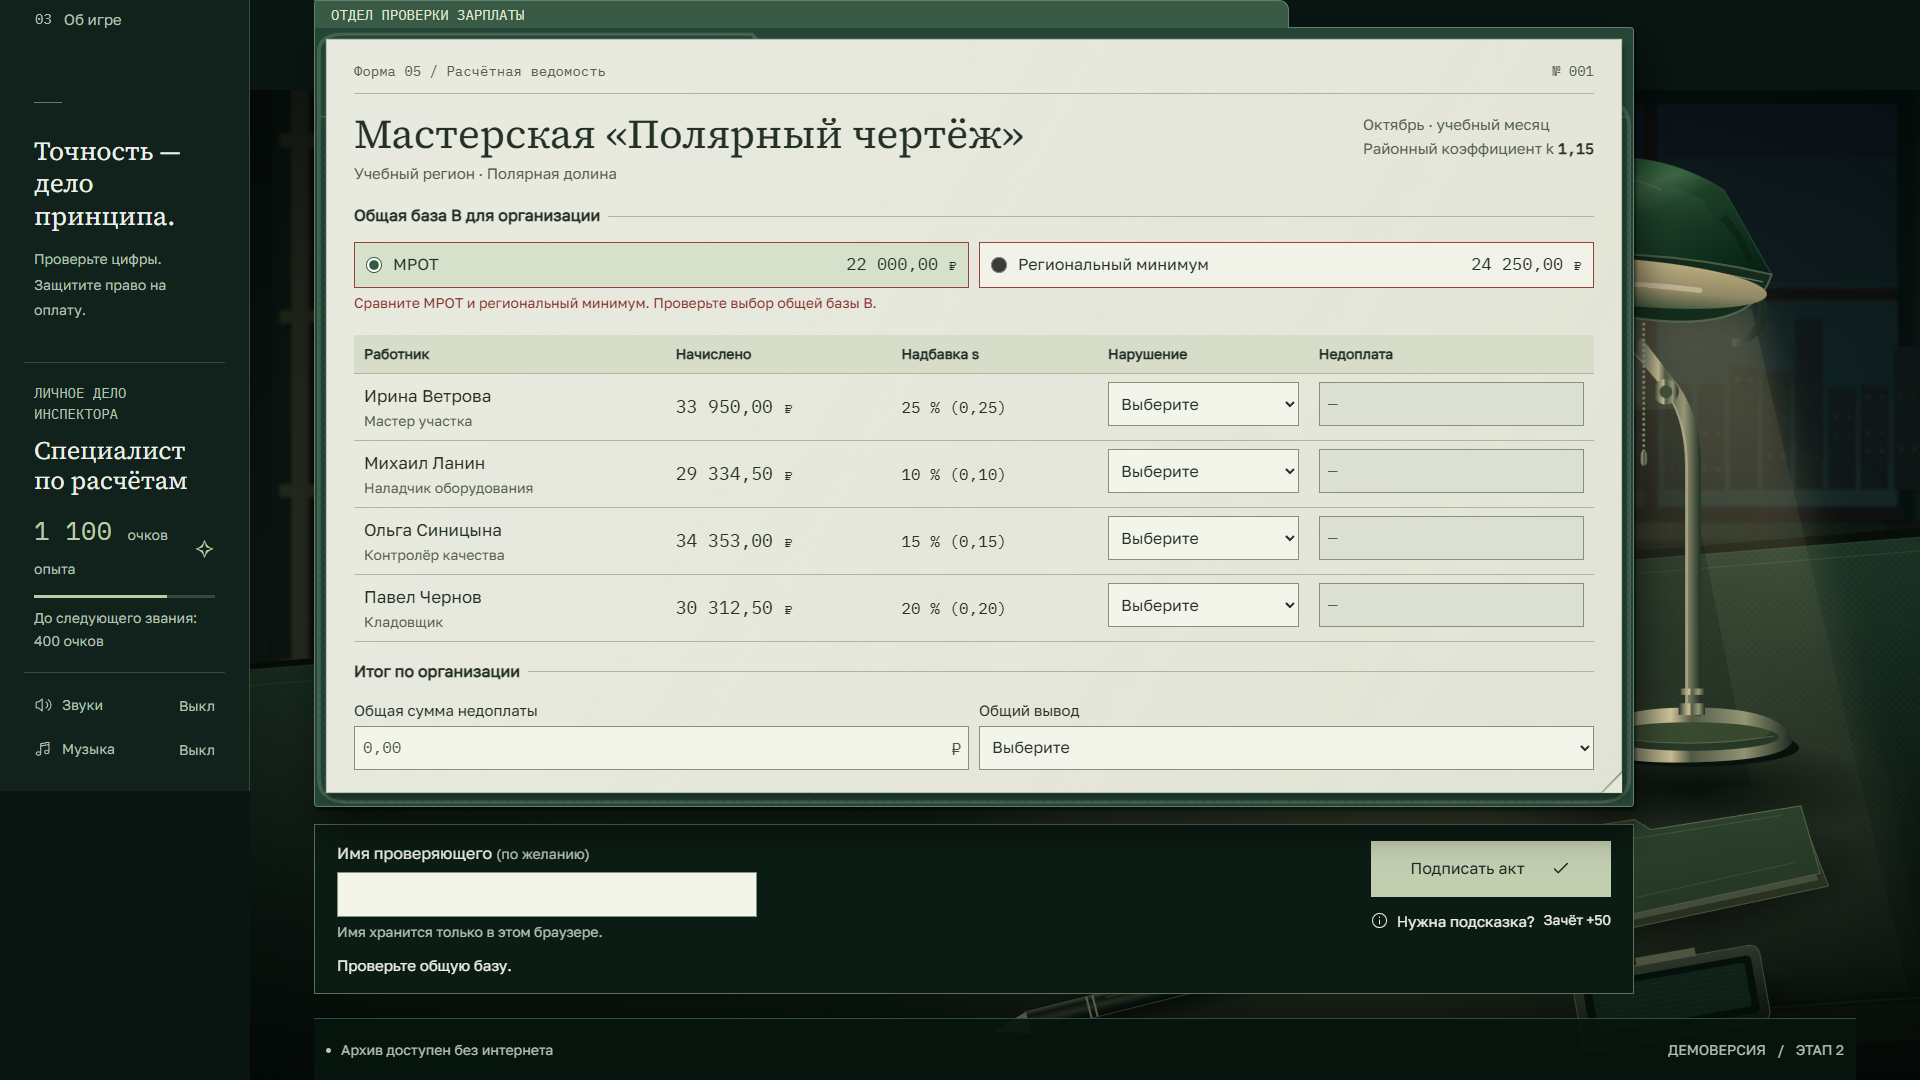 03 Об игре
Точность —
дело
принципа.
Проверьте цифры.
Защитите право на
оплату.
ЛИЧНОЕ ДЕЛО
ИНСПЕКТОРА
Специалист
по расчётам
1 100 очков
опыта
До следующего звания:
400 очков
Звуки Выкл
Музыка Выкл
ОТДЕЛ ПРОВЕРКИ ЗАРПЛАТЫ
Форма 05 / Расчётная ведомость № 001
Мастерская «Полярный чертёж»
Учебный регион · Полярная долина
Октябрь · учебный месяц
Районный коэффициент k 1,15
Общая база B для организации
МРОТ 22 000,00 ₽
Региональный минимум 24 250,00 ₽
Сравните МРОТ и региональный минимум. Проверьте выбор общей базы B.
Работник Начислено Надбавка s Нарушение Недоплата
Ирина Ветрова
Мастер участка
33 950,00 ₽ 25 % (0,25) Выберите —
Михаил Ланин
Наладчик оборудования
29 334,50 ₽ 10 % (0,10) Выберите —
Ольга Синицына
Контролёр качества
34 353,00 ₽ 15 % (0,15) Выберите —
Павел Чернов
Кладовщик
30 312,50 ₽ 20 % (0,20) Выберите —
Итог по организации
Общая сумма недоплаты
0,00 ₽
Общий вывод
Выберите
Имя проверяющего (по желанию)
Имя хранится только в этом браузере.
Проверьте общую базу.
Подписать акт
Нужна подсказка? Зачёт +50
Архив доступен без интернета
ДЕМОВЕРСИЯ / ЭТАП 2